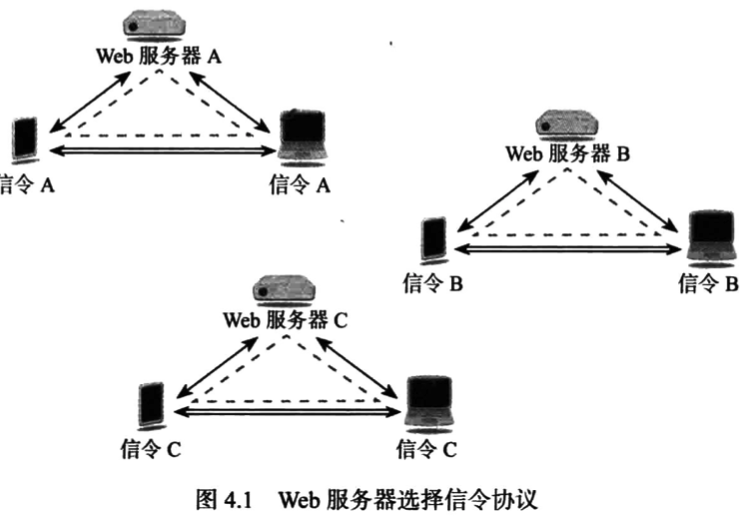 Web 服务器 A
信令 A
信令 A
Web 服务器 B
信令 B
信令 B
Web 服务器 C
信令 C
信令 C
图 4.1 Web 服务器选择信令协议